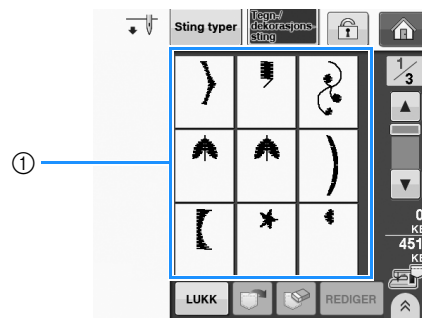 Sting typer
Tegn-/
dekorasjons-
sting
1/3
①
0
KB
451
KB
LUKK
REDIGER